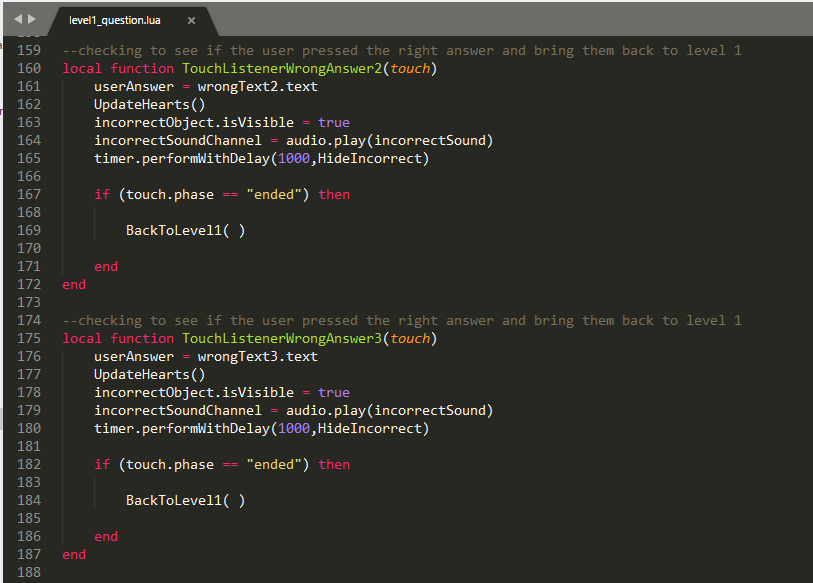 level1_question.lua ×
159 --checking to see if the user pressed the right answer and bring them back to level 1
160 local function TouchListenerWrongAnswer2(touch)
161     userAnswer = wrongText2.text
162     UpdateHearts()
163     incorrectObject.isVisible = true
164     incorrectSoundChannel = audio.play(incorrectSound)
165     timer.performWithDelay(1000,HideIncorrect)
166
167     if (touch.phase == "ended") then
168
169         BackToLevel1( )
170
171     end
172 end
173
174 --checking to see if the user pressed the right answer and bring them back to level 1
175 local function TouchListenerWrongAnswer3(touch)
176     userAnswer = wrongText3.text
177     UpdateHearts()
178     incorrectObject.isVisible = true
179     incorrectSoundChannel = audio.play(incorrectSound)
180     timer.performWithDelay(1000,HideIncorrect)
181
182     if (touch.phase == "ended") then
183
184         BackToLevel1( )
185
186     end
187 end
188